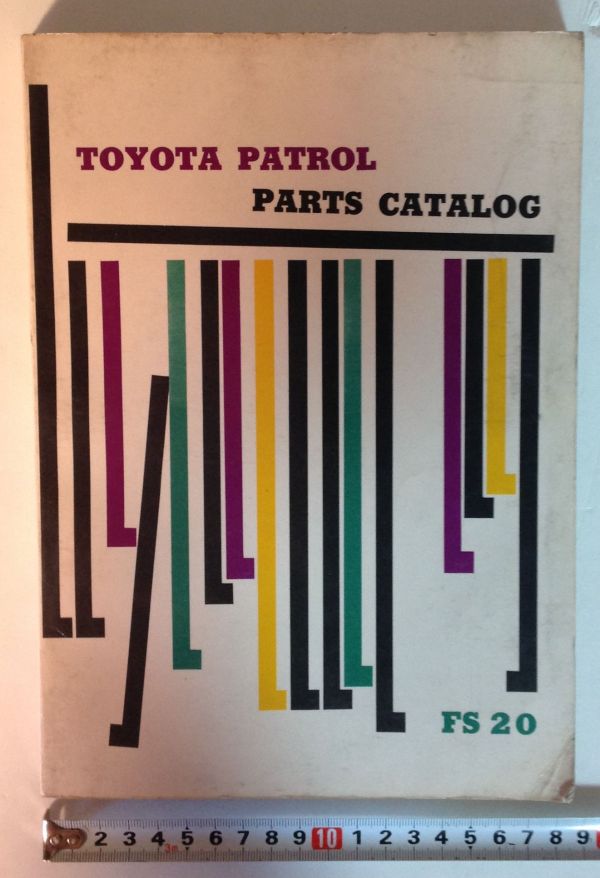 TOYOTA PATROL
PARTS CATALOG
FS 20
2 3 4 5 6 7 8 9 10 1 2 3 4 5 6 7 8 9
3m